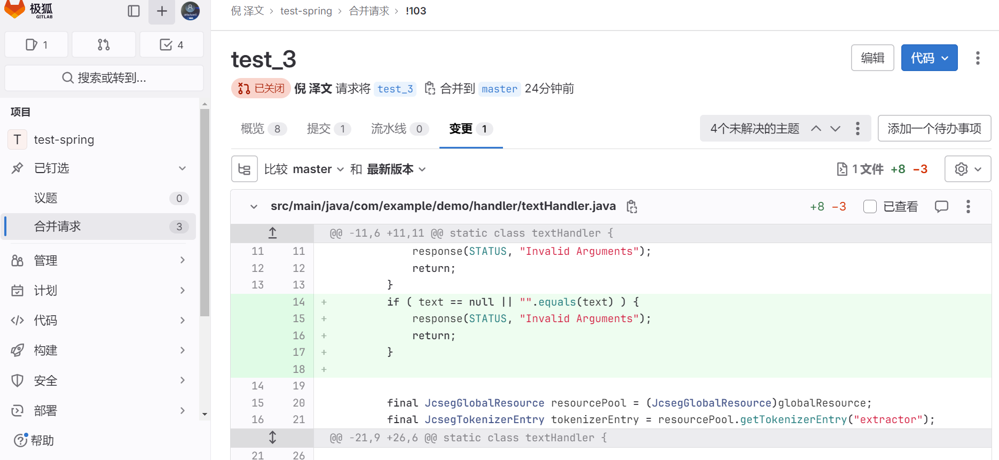 极狐
GITLAB
倪 泽文 › test-spring › 合并请求 › !103
1
4
搜索或转到...
test_3
编辑
代码
已关闭 倪 泽文 请求将 test_3 合并到 master 24分钟前
项目
T test-spring
已钉选
议题 0
合并请求 3
管理
计划
代码
构建
安全
部署
帮助
概览 8 提交 1 流水线 0 变更 1
4个未解决的主题
添加一个待办事项
比较 master 和 最新版本
1 文件 +8 −3
src/main/java/com/example/demo/handler/textHandler.java
+8 −3 已查看
@@ -11,6 +11,11 @@ static class textHandler {
11 11 response(STATUS, "Invalid Arguments");
12 12 return;
13 13 }
14 + if ( text == null || "".equals(text) ) {
15 + response(STATUS, "Invalid Arguments");
16 + return;
17 + }
18 +
14 19
15 20 final JcsegGlobalResource resourcePool = (JcsegGlobalResource)globalResource;
16 21 final JcsegTokenizerEntry tokenizerEntry = resourcePool.getTokenizerEntry("extractor");
@@ -21,9 +26,6 @@ static class textHandler {
21 26